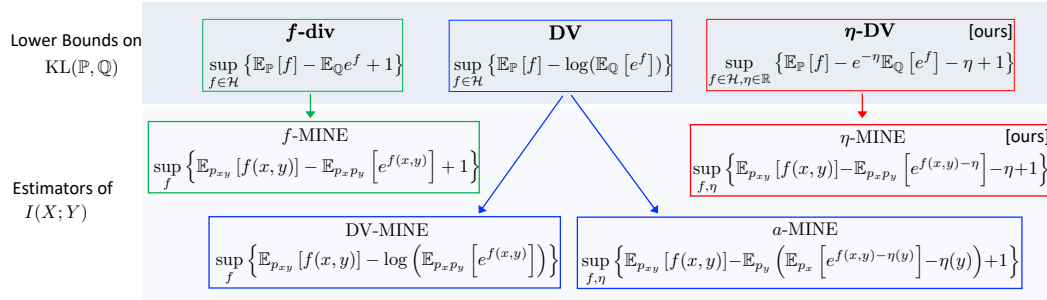 Lower Bounds on
KL(ℙ, ℚ)
f-div
sup_{f∈ℋ} {𝔼_ℙ [f] − 𝔼_ℚ e^f + 1}
DV
sup_{f∈ℋ} {𝔼_ℙ [f] − log(𝔼_ℚ [e^f])}
η-DV [ours]
sup_{f∈ℋ,η∈ℝ} {𝔼_ℙ [f] − e^{−η}𝔼_ℚ [e^f] − η + 1}
Estimators of
I(X; Y)
f-MINE
sup_f {𝔼_{p_{xy}} [f(x, y)] − 𝔼_{p_x p_y} [e^{f(x,y)}] + 1}
η-MINE [ours]
sup_{f,η} {𝔼_{p_{xy}} [f(x, y)]−𝔼_{p_x p_y} [e^{f(x,y)−η}]−η+1}
DV-MINE
sup_f {𝔼_{p_{xy}} [f(x, y)] − log (𝔼_{p_x p_y} [e^{f(x,y)}])}
a-MINE
sup_{f,η} {𝔼_{p_{xy}} [f(x, y)]−𝔼_{p_y} (𝔼_{p_x} [e^{f(x,y)−η(y)}]−η(y))+1}